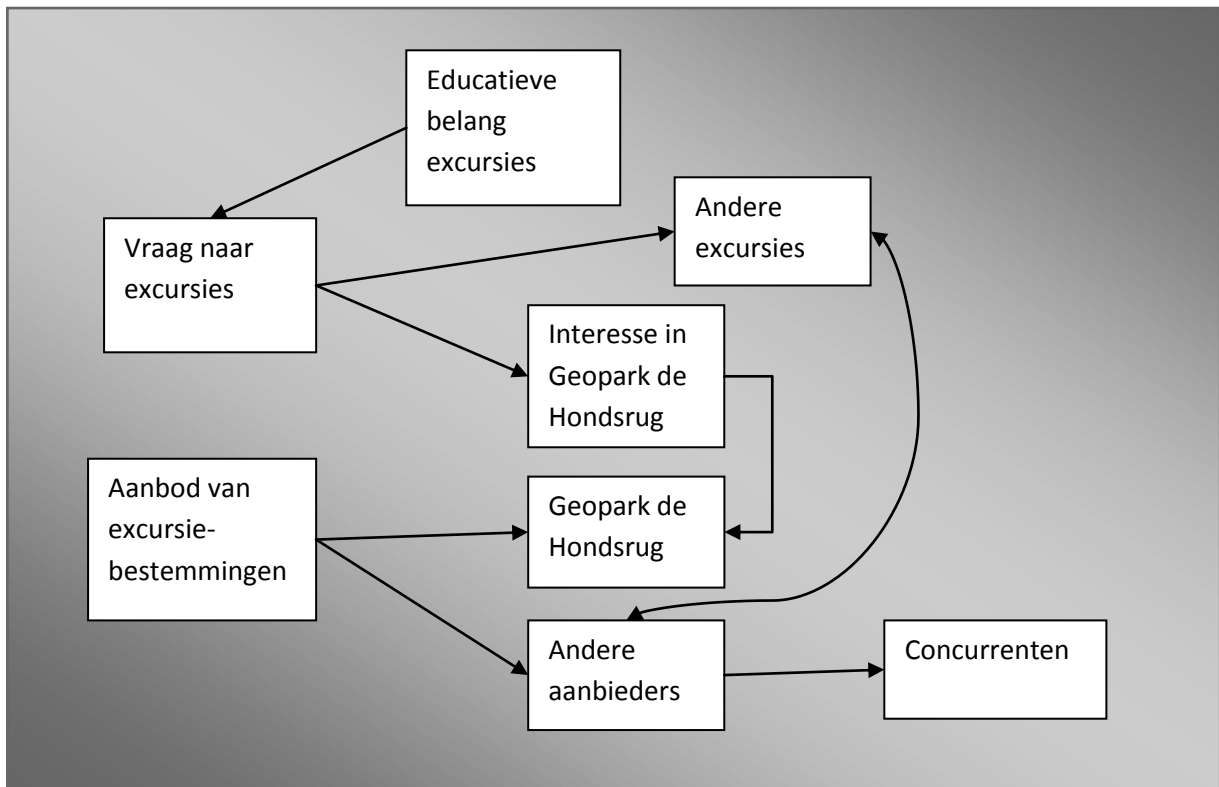 Educatieve
belang
excursies
Andere
excursies
Vraag naar
excursies
Interesse in
Geopark de
Hondsrug
Aanbod van
excursie-
bestemmingen
Geopark de
Hondsrug
Andere
aanbieders
Concurrenten